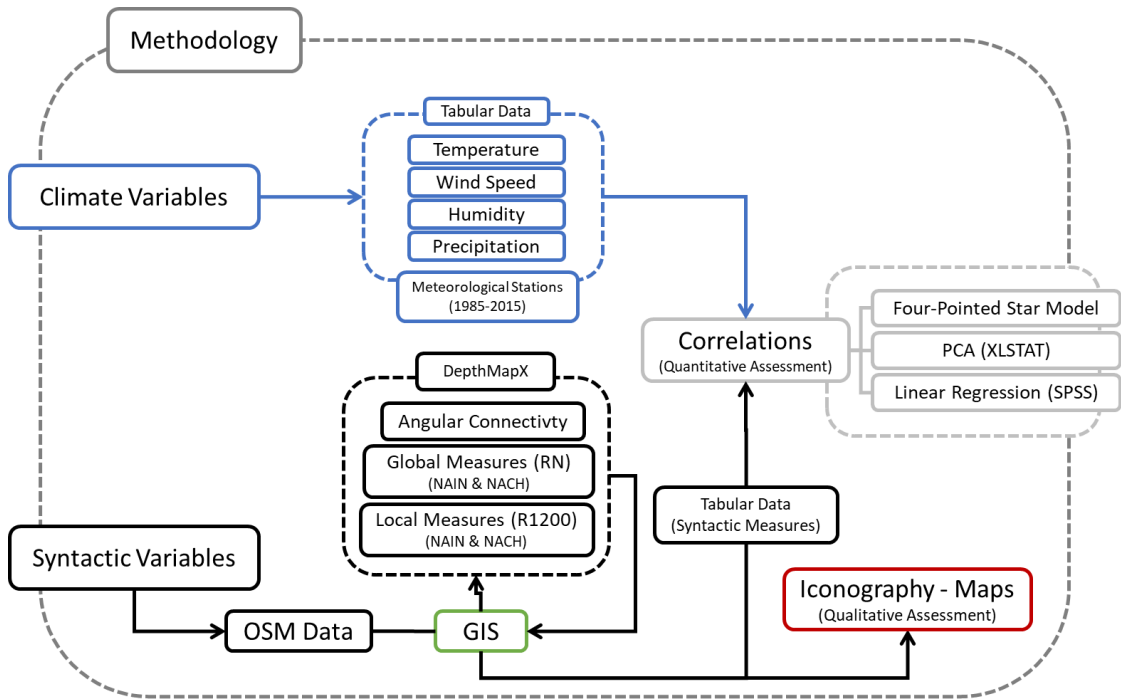 Methodology
Tabular Data
Temperature
Wind Speed
Humidity
Precipitation
Meteorological Stations
(1985-2015)
Climate Variables
Correlations
(Quantitative Assessment)
Four-Pointed Star Model
PCA (XLSTAT)
Linear Regression (SPSS)
DepthMapX
Angular Connectivty
Global Measures (RN)
(NAIN & NACH)
Local Measures (R1200)
(NAIN & NACH)
Tabular Data
(Syntactic Measures)
Syntactic Variables
OSM Data
GIS
Iconography - Maps
(Qualitative Assessment)